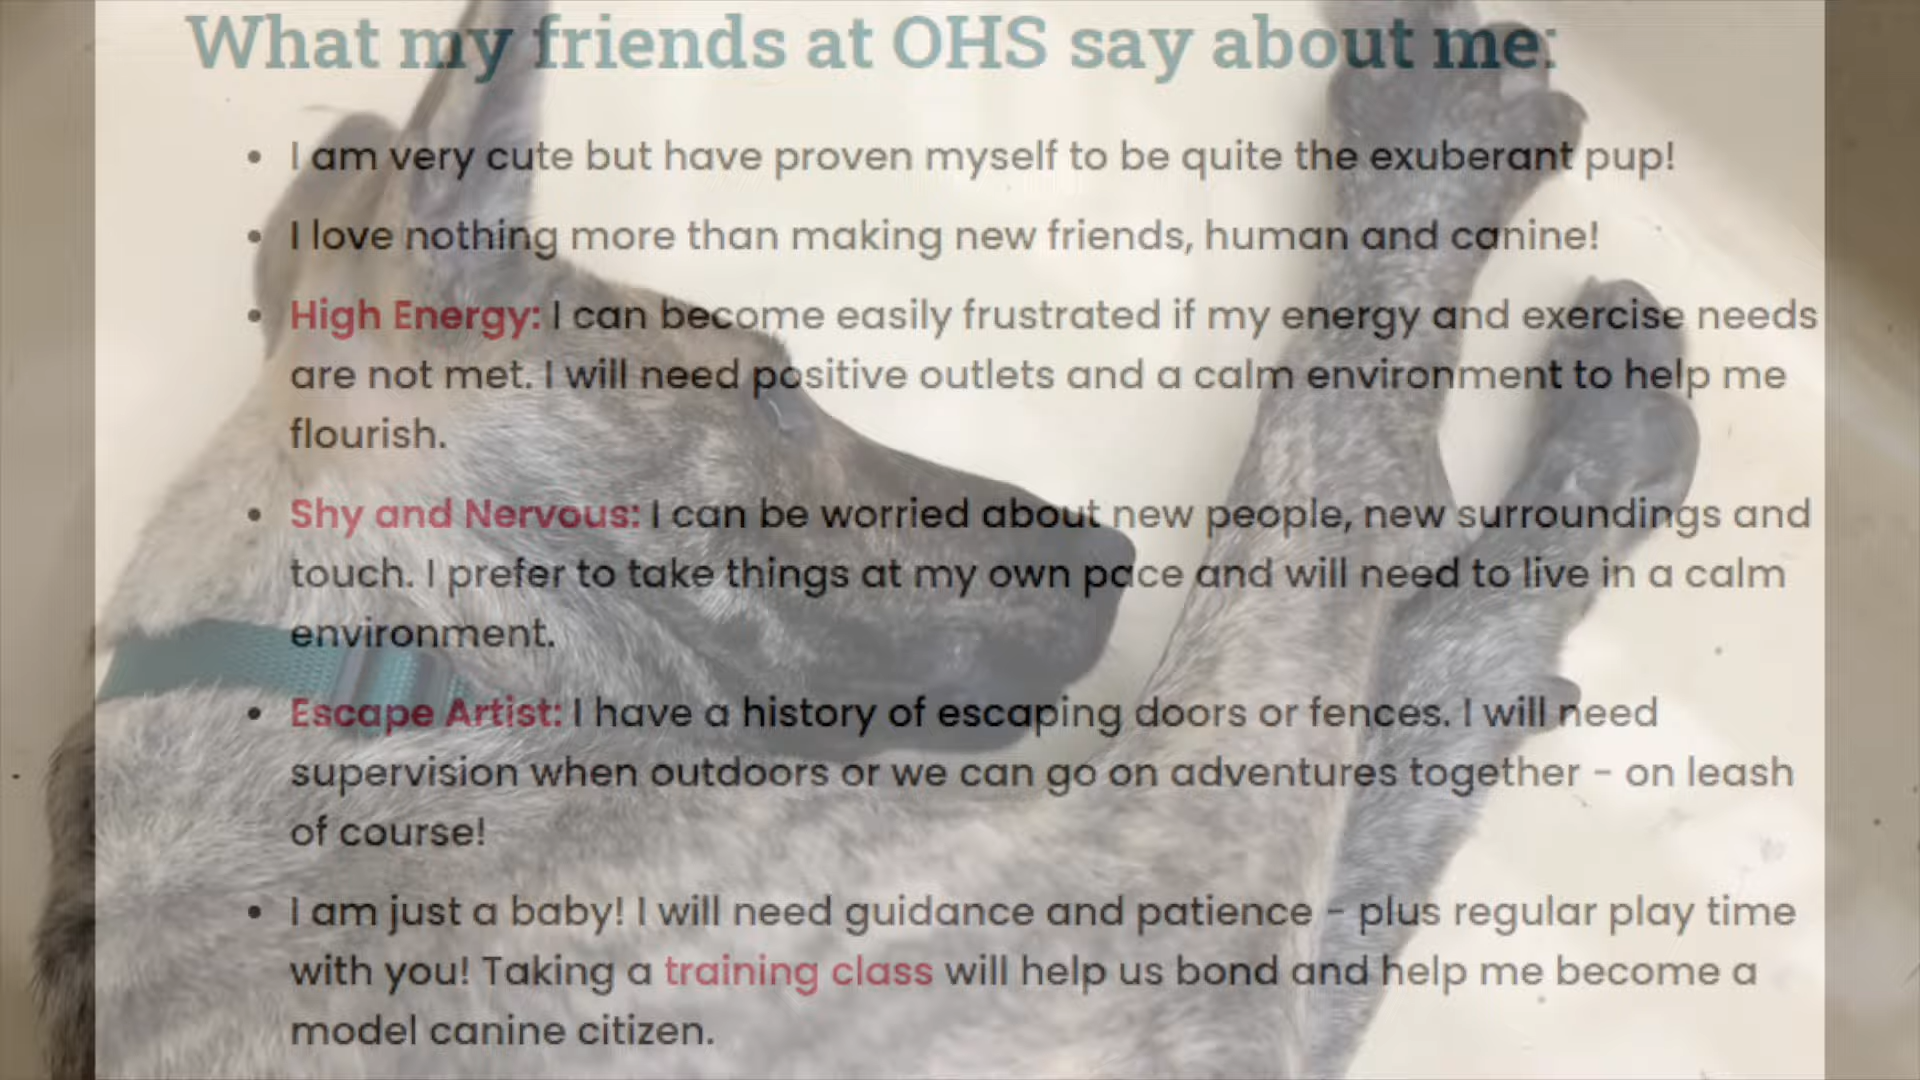 What my friends at OHS say about me:
• I am very cute but have proven myself to be quite the exuberant pup!
• I love nothing more than making new friends, human and canine!
• High Energy: I can become easily frustrated if my energy and exercise needs
are not met. I will need positive outlets and a calm environment to help me
flourish.
• Shy and Nervous: I can be worried about new people, new surroundings and
touch. I prefer to take things at my own pace and will need to live in a calm
environment.
• Escape Artist: I have a history of escaping doors or fences. I will need
supervision when outdoors or we can go on adventures together – on leash
of course!
• I am just a baby! I will need guidance and patience – plus regular play time
with you! Taking a training class will help us bond and help me become a
model canine citizen.